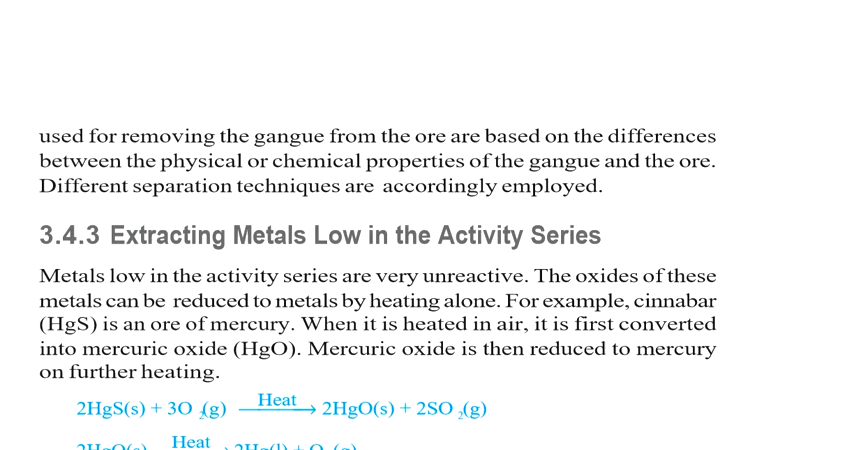 used for removing the gangue from the ore are based on the differences
between the physical or chemical properties of the gangue and the ore.
Different separation techniques are accordingly employed.
3.4.3 Extracting Metals Low in the Activity Series
Metals low in the activity series are very unreactive. The oxides of these
metals can be reduced to metals by heating alone. For example, cinnabar
(HgS) is an ore of mercury. When it is heated in air, it is first converted
into mercuric oxide (HgO). Mercuric oxide is then reduced to mercury
on further heating.
2HgS(s) + 3O₂(g) —Heat→ 2HgO(s) + 2SO₂(g)
2HgO(s) —Heat→ 2Hg(l) + O₂(g)